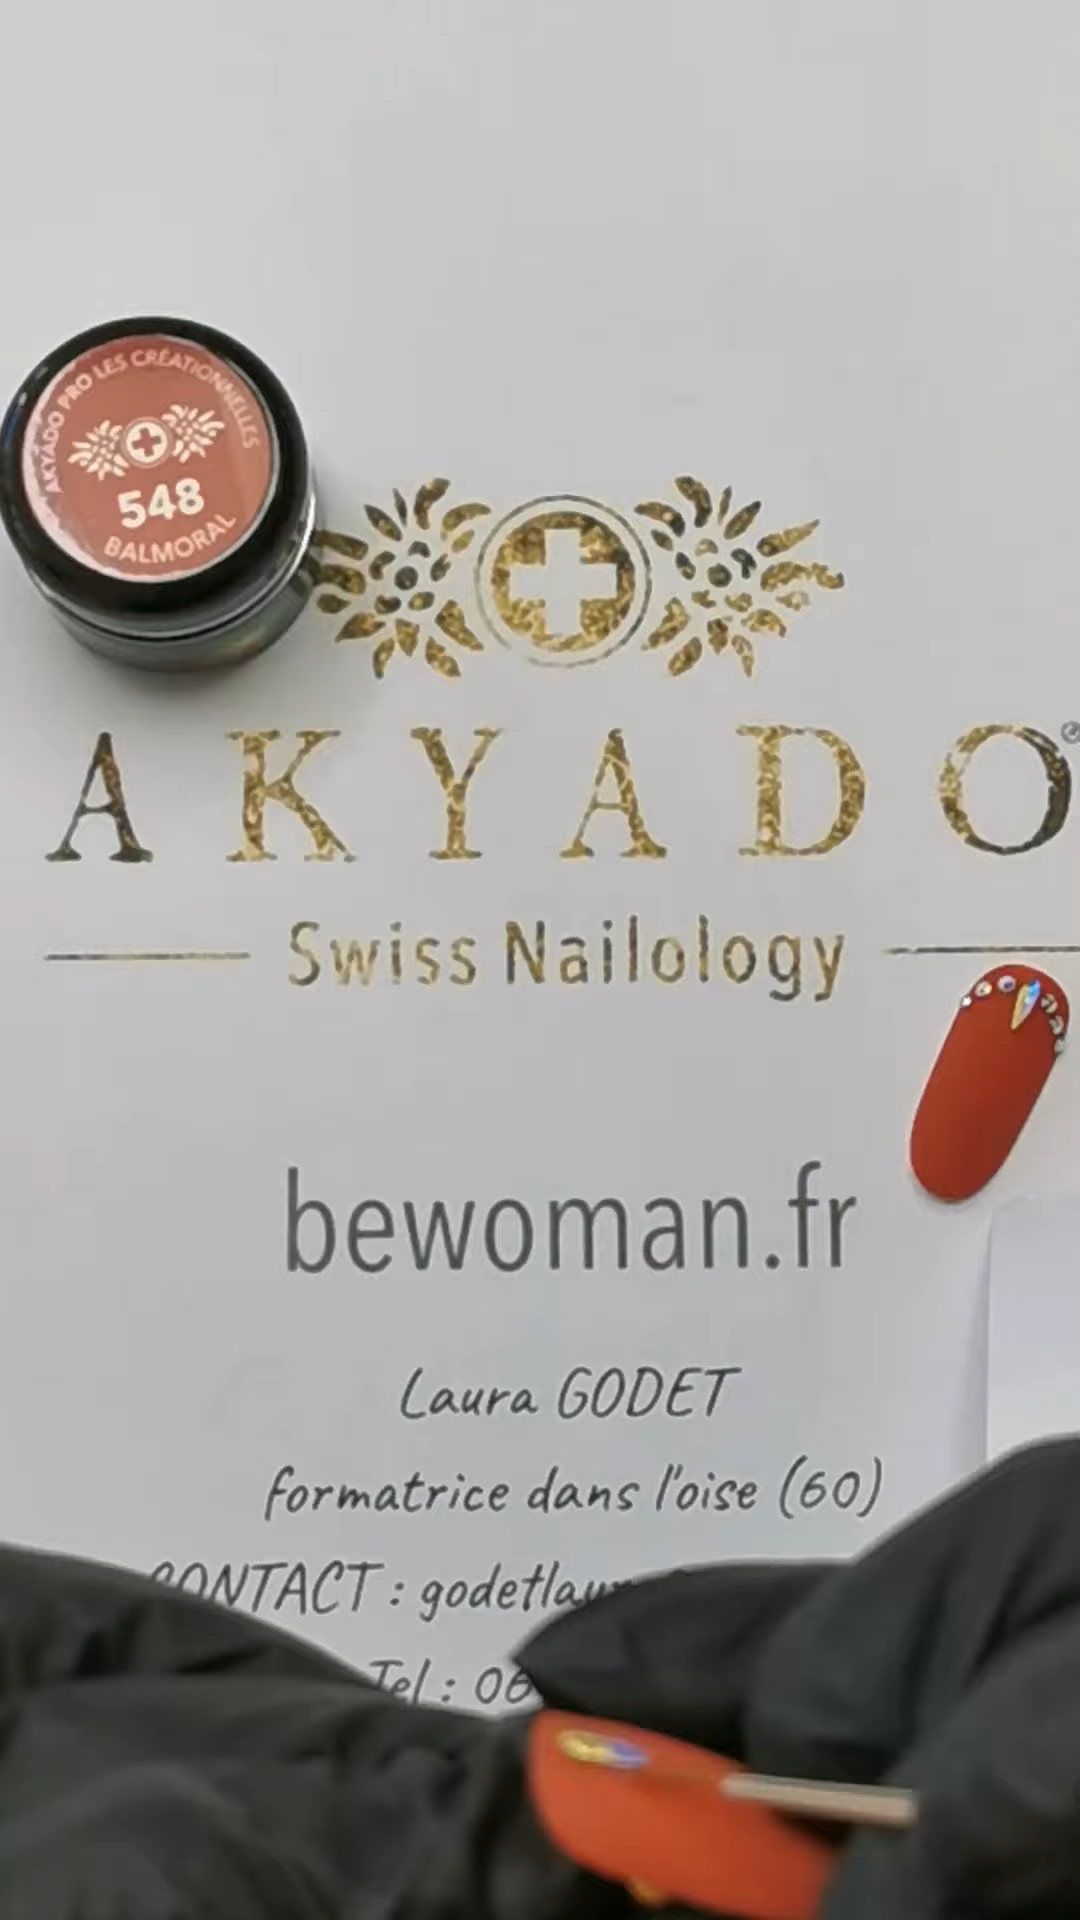 AKYADO PRO LES CRÉATIONNELLES
548
BALMORAL
AKYADO®
Swiss Nailology
bewoman.fr
Laura GODET
formatrice dans l'oise (60)
CONTACT : godetlau
Tel : 06